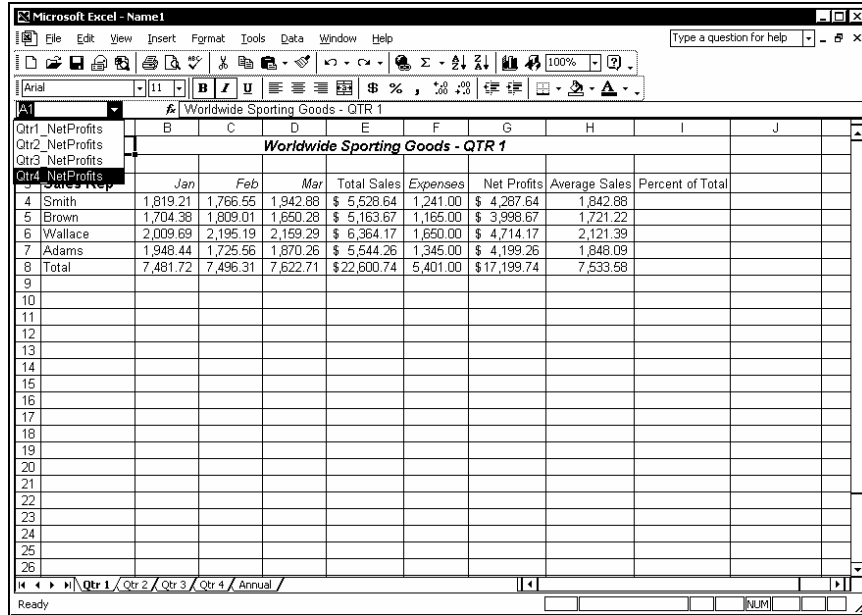 Microsoft Excel - Name1
File Edit View Insert Format Tools Data Window Help Type a question for help
100%
Arial 11 B I U $ % ,
A1 fx Worldwide Sporting Goods - QTR 1
Qtr1_NetProfits
Qtr2_NetProfits
Qtr3_NetProfits
Qtr4_NetProfits
B C D E F G H I J
Worldwide Sporting Goods - QTR 1
3 Sales Rep Jan Feb Mar Total Sales Expenses Net Profits Average Sales Percent of Total
4 Smith 1,819.21 1,766.55 1,942.88 $ 5,528.64 1,241.00 $ 4,287.64 1,842.88
5 Brown 1,704.38 1,809.01 1,650.28 $ 5,163.67 1,165.00 $ 3,998.67 1,721.22
6 Wallace 2,009.69 2,195.19 2,159.29 $ 6,364.17 1,650.00 $ 4,714.17 2,121.39
7 Adams 1,948.44 1,725.56 1,870.26 $ 5,544.26 1,345.00 $ 4,199.26 1,848.09
8 Total 7,481.72 7,496.31 7,622.71 $22,600.74 5,401.00 $17,199.74 7,533.58
9
10
11
12
13
14
15
16
17
18
19
20
21
22
23
24
25
26
Qtr 1 Qtr 2 Qtr 3 Qtr 4 Annual
Ready NUM